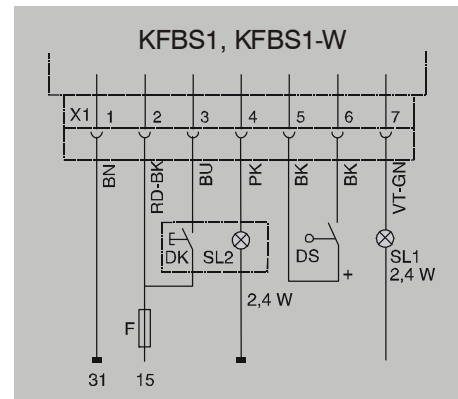 KFBS1, KFBS1-W
X1 1 2 3 4 5 6 7
BN RD-BK BU PK BK BK VT-GN
DK SL2 DS SL1
+ 2,4 W
2,4 W
F
31 15